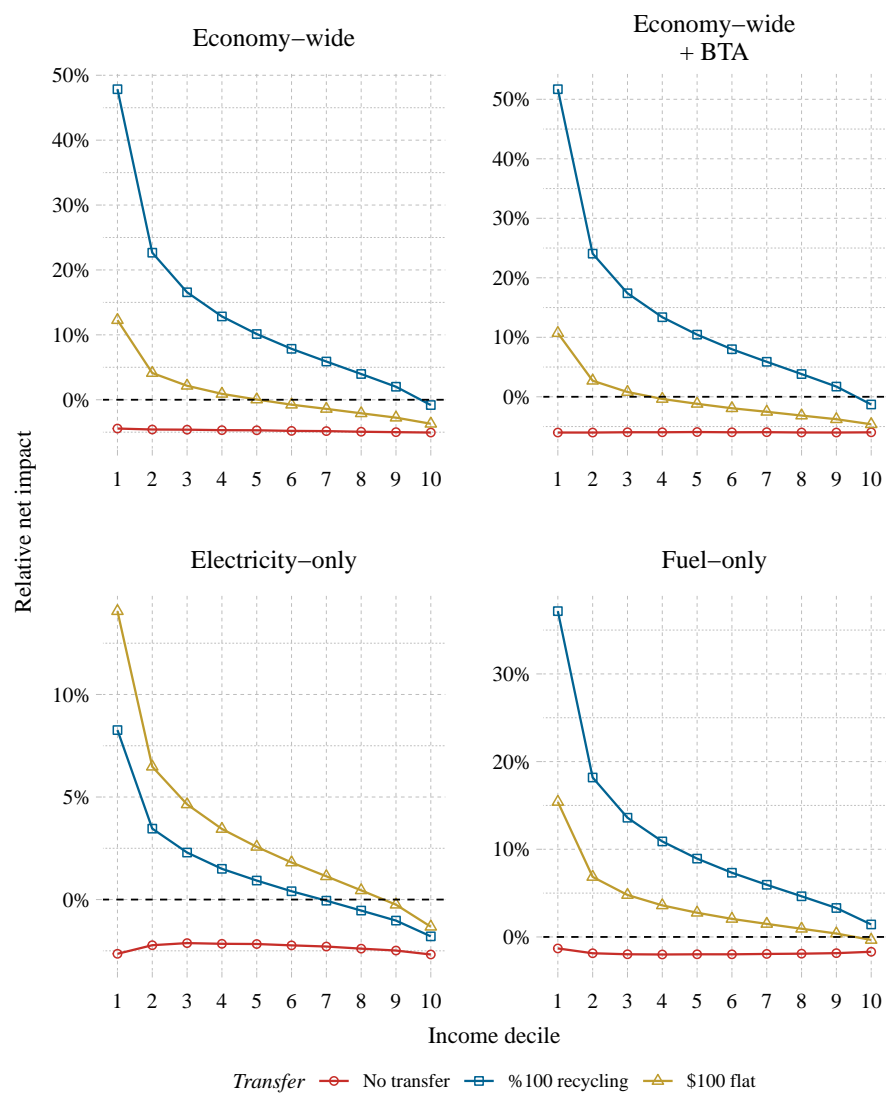 Economy–wide
50%
40%
30%
20%
10%
0%
1 2 3 4 5 6 7 8 9 10
Economy–wide
+ BTA
50%
40%
30%
20%
10%
0%
1 2 3 4 5 6 7 8 9 10
Relative net impact
Electricity–only
10%
5%
0%
1 2 3 4 5 6 7 8 9 10
Fuel–only
30%
20%
10%
0%
1 2 3 4 5 6 7 8 9 10
Income decile
Transfer No transfer %100 recycling $100 flat